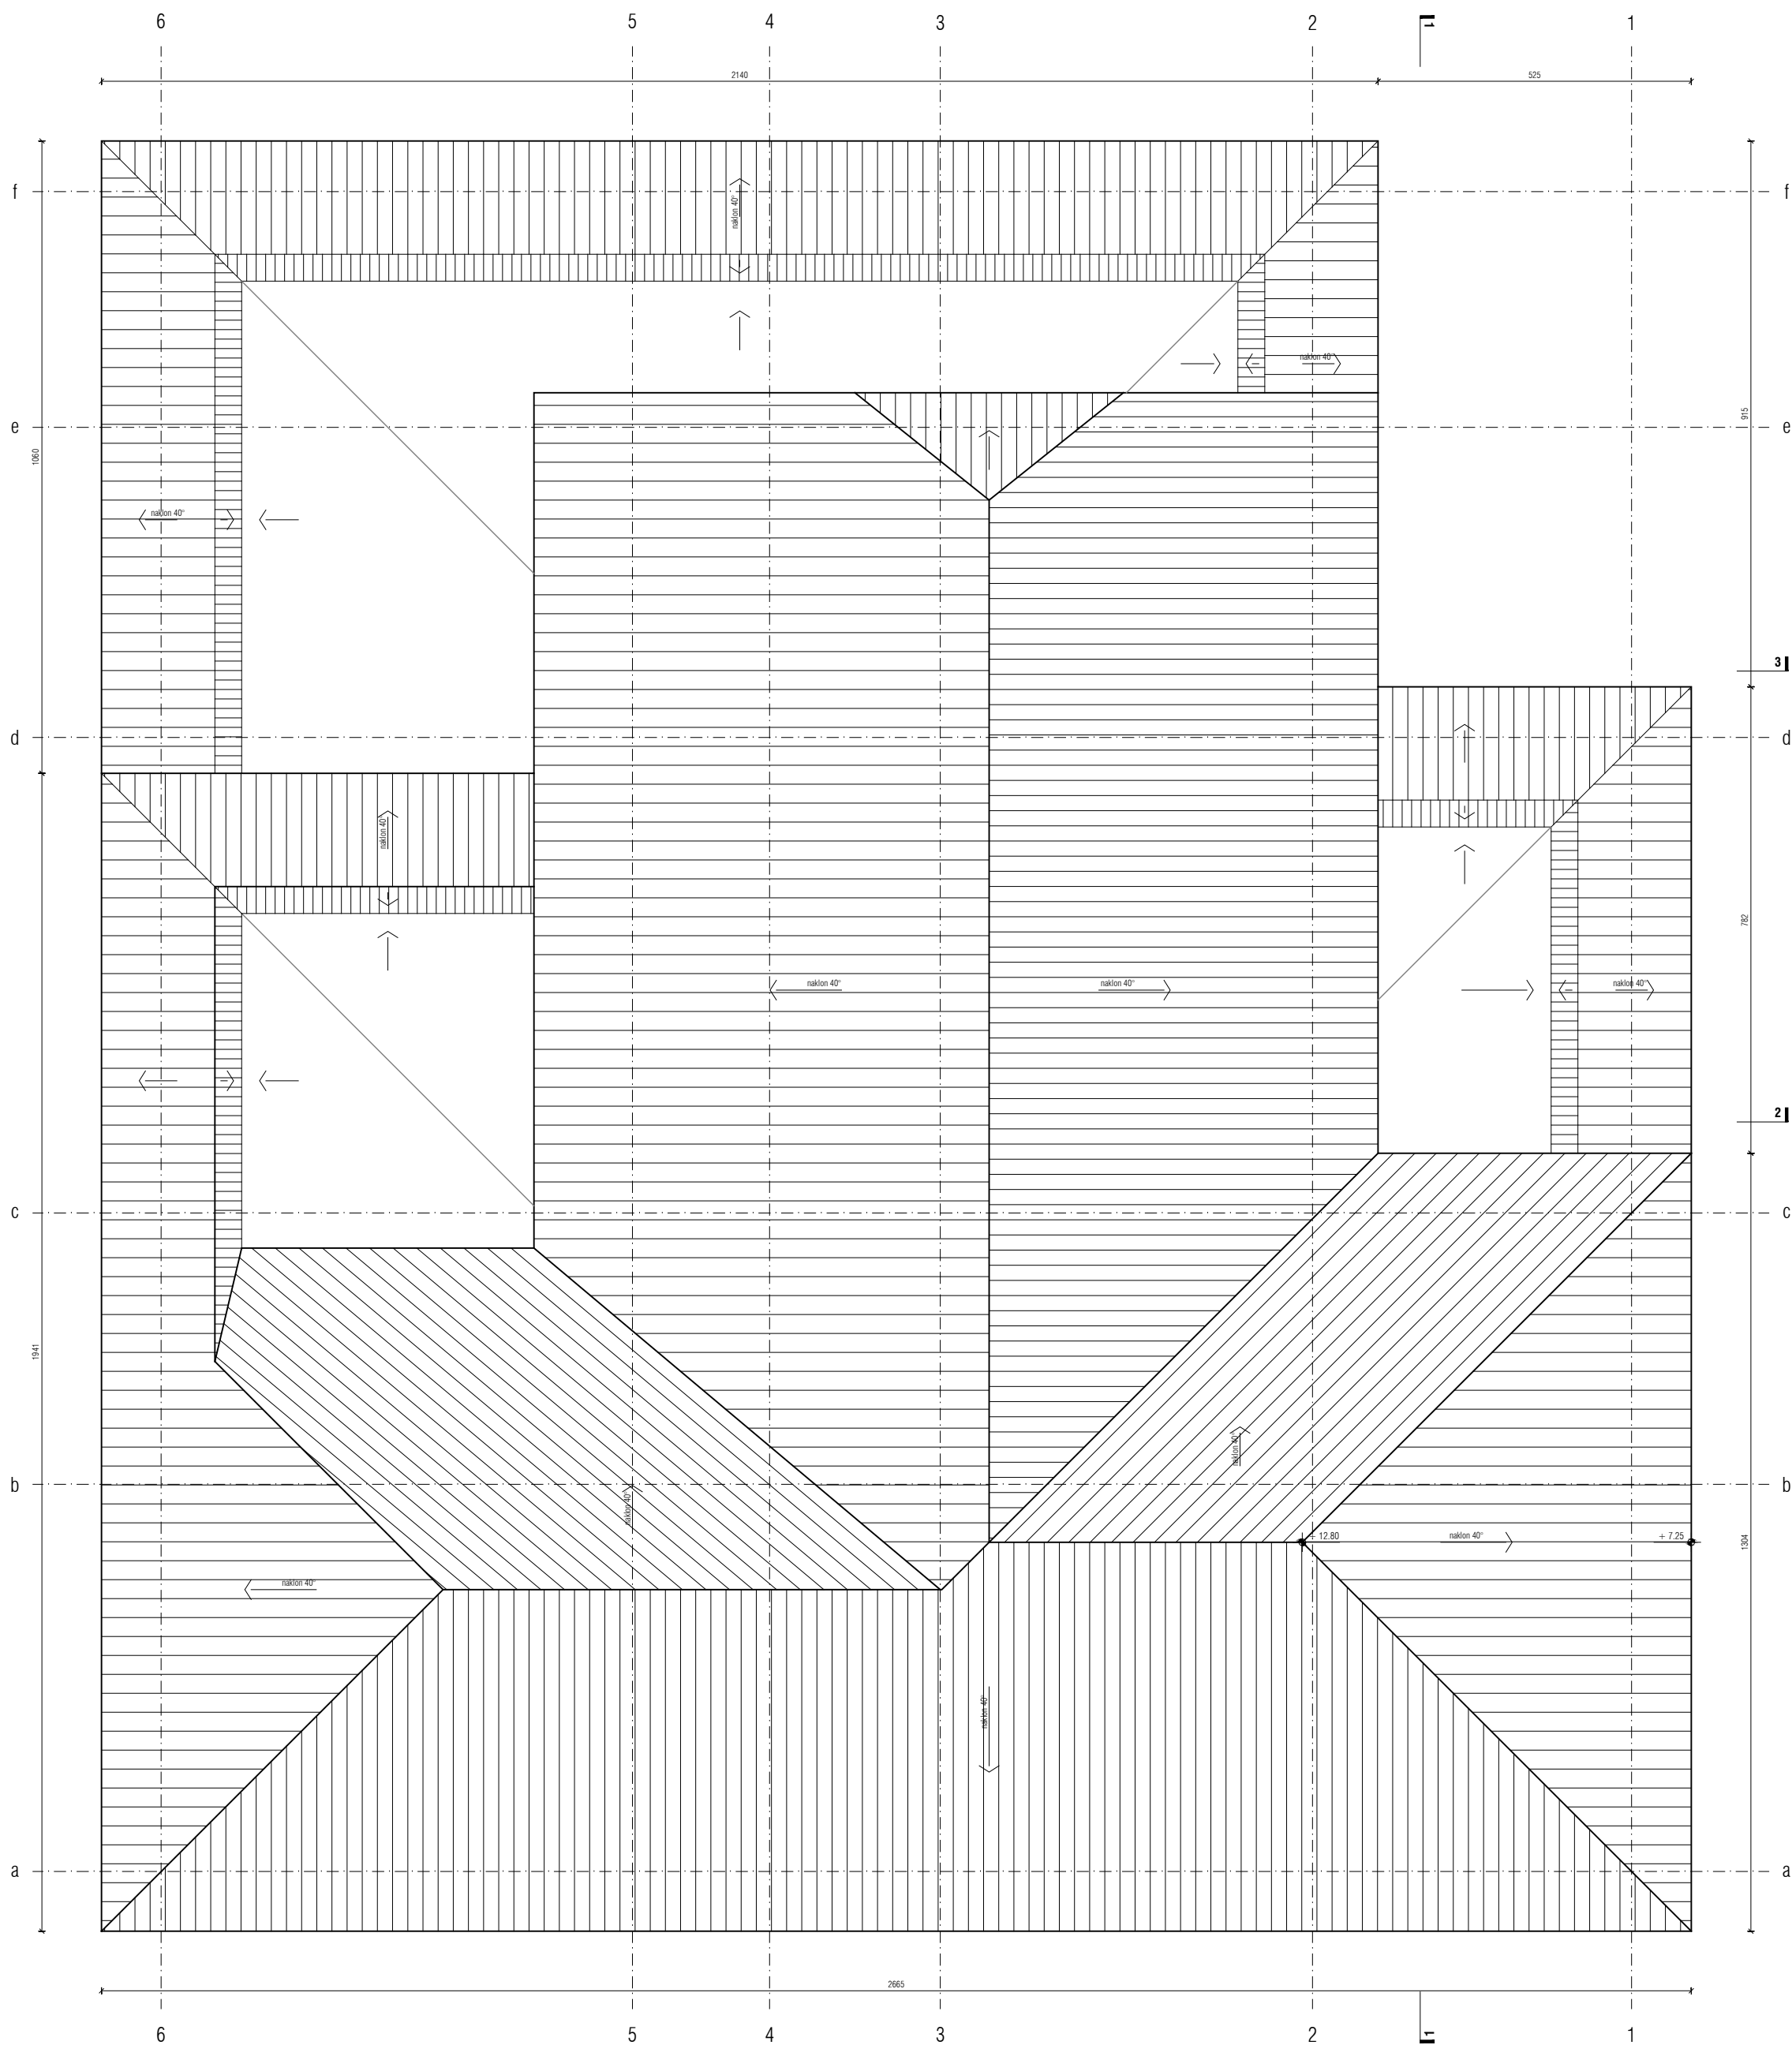 6 5 4 3 2 1 1
2140 525
f f
naklon 40°
naklon 40°
e e
915
1060
naklon 40°
3
d d
naklon 40°
782
naklon 40° naklon 40° naklon 40°
2
c c
1941
naklon 40°
b b
naklon 40°
+ 12.80 naklon 40° + 7.25
1304
naklon 40°
naklon 40°
a a
2665
6 5 4 3 2 1 1